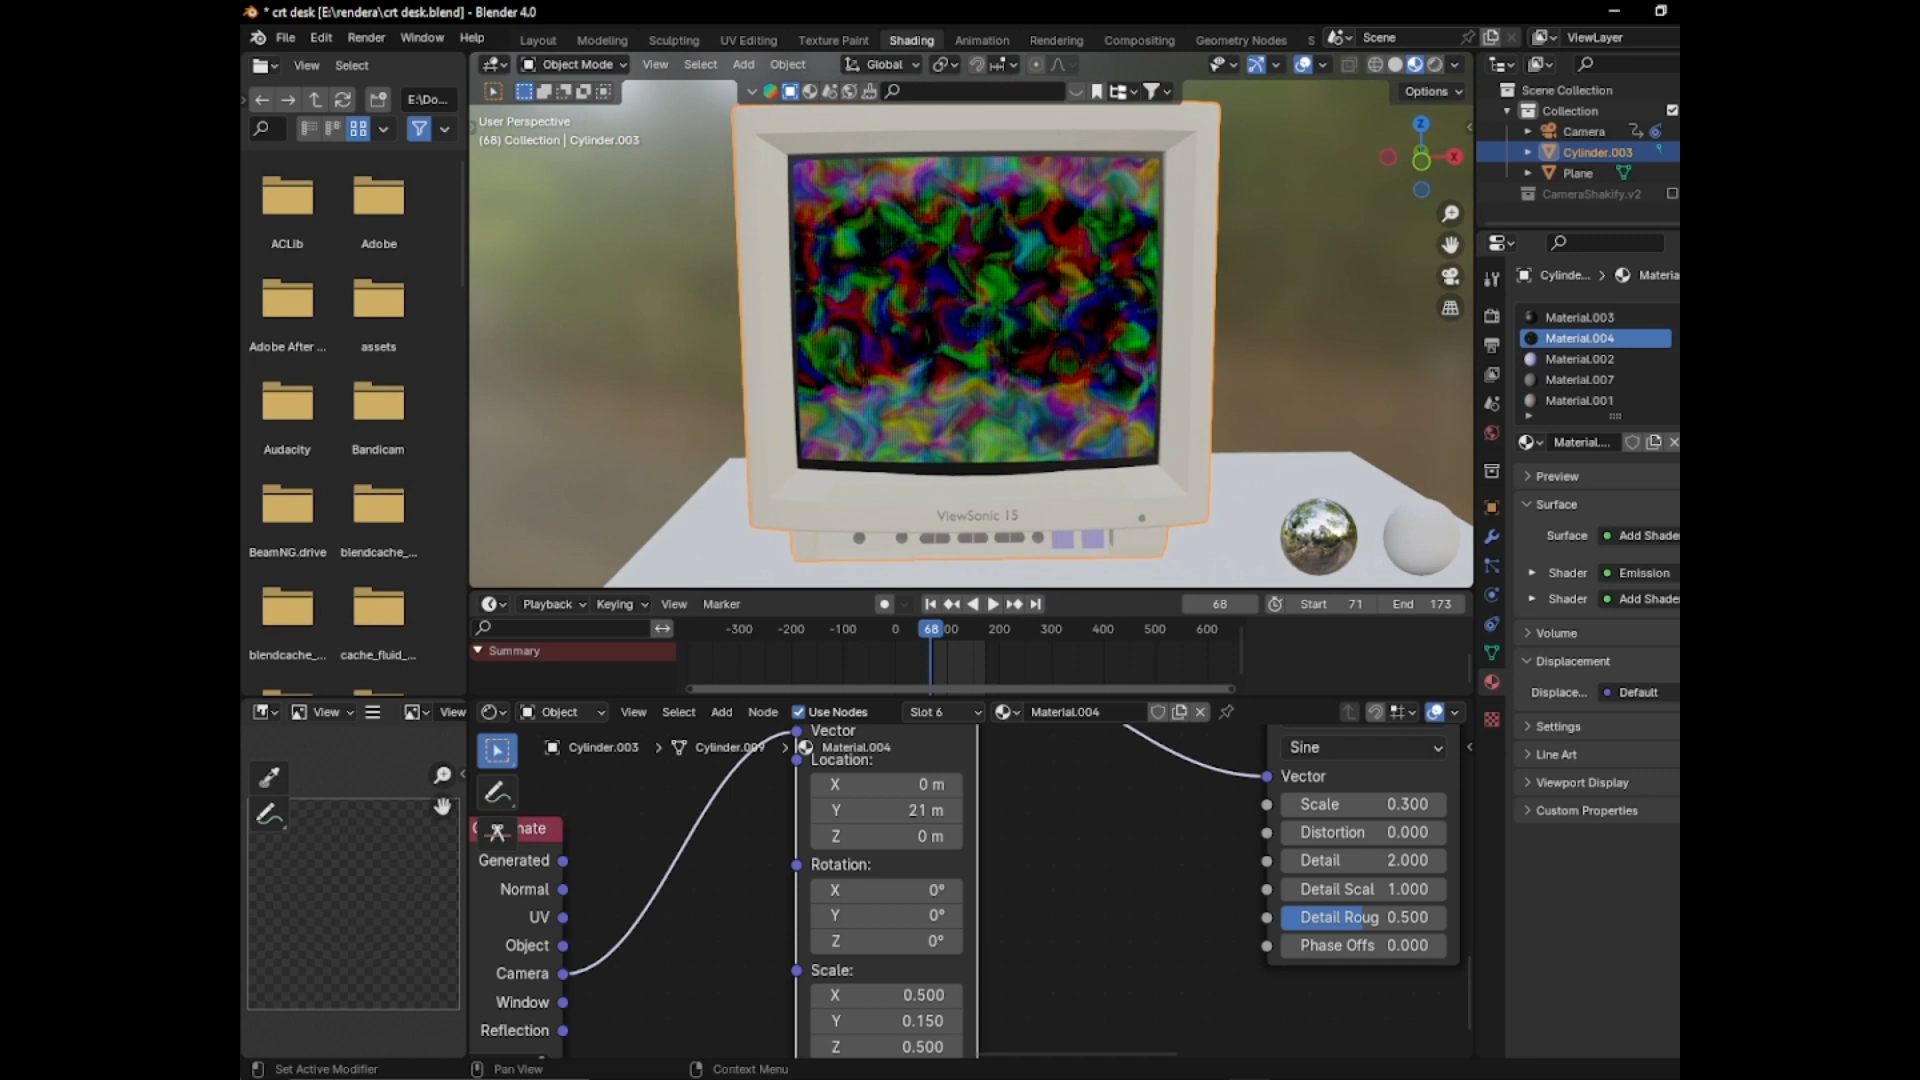 * crt desk [E:\rendera\crt desk.blend] - Blender 4.0
File Edit Render Window Help
Layout Modeling Sculpting UV Editing Texture Paint Shading Animation Rendering Compositing Geometry Nodes S
Scene
ViewLayer
View Select
Object Mode View Select Add Object
Global
E:\Do...
Options
User Perspective
(68) Collection | Cylinder.003
Z
X
ViewSonic 15
ACLib
Adobe
Adobe After ...
assets
Audacity
Bandicam
BeamNG.drive
blendcache_...
blendcache_...
cache_fluid_...
Scene Collection
Collection
Camera
Cylinder.003
Plane
CameraShakify.v2
Cylinde... > Materia
Material.003
Material.004
Material.002
Material.007
Material.001
Material....
Preview
Surface
Surface Add Shade
Shader Emission
Shader Add Shade
Volume
Displacement
Displace... Default
Settings
Line Art
Viewport Display
Custom Properties
Playback Keying View Marker
68
Start 71
End 173
-300 -200 -100 0 68 00 200 300 400 500 600
Summary
View
View
Object View Select Add Node Use Nodes Slot 6 Material.004
Cylinder.003 > Cylinder.009 > Material.004
Vector
Location:
X 0 m
Y 21 m
Z 0 m
Rotation:
X 0°
Y 0°
Z 0°
Scale:
X 0.500
Y 0.150
Z 0.500
nate
Generated
Normal
UV
Object
Camera
Window
Reflection
Sine
Vector
Scale 0.300
Distortion 0.000
Detail 2.000
Detail Scal 1.000
Detail Roug 0.500
Phase Offs 0.000
Set Active Modifier
Pan View
Context Menu